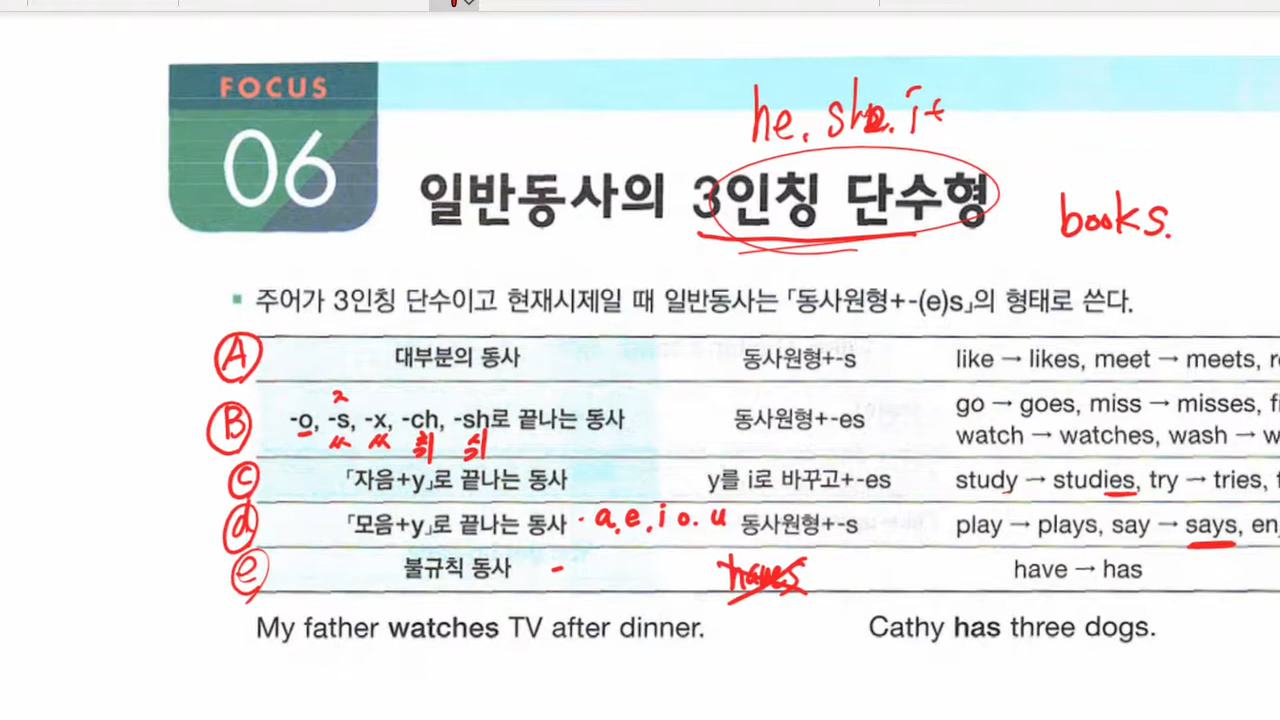 FOCUS
06
he. she. it
일반동사의 3인칭 단수형
books.
▪ 주어가 3인칭 단수이고 현재시제일 때 일반동사는 「동사원형+-(e)s」의 형태로 쓴다.
A 대부분의 동사 동사원형+-s like → likes, meet → meets, r
2
B -o, -s, -x, -ch, -sh로 끝나는 동사 동사원형+-es go → goes, miss → misses, fi
watch → watches, wash → w
ㅆ ㅆ 취 쉬
C 「자음+y」로 끝나는 동사 y를 i로 바꾸고+-es study → studies, try → tries,
d 「모음+y」로 끝나는 동사 · a, e, i o. u 동사원형+-s play → plays, say → says, en
e 불규칙 동사 - haves have → has
My father watches TV after dinner. Cathy has three dogs.